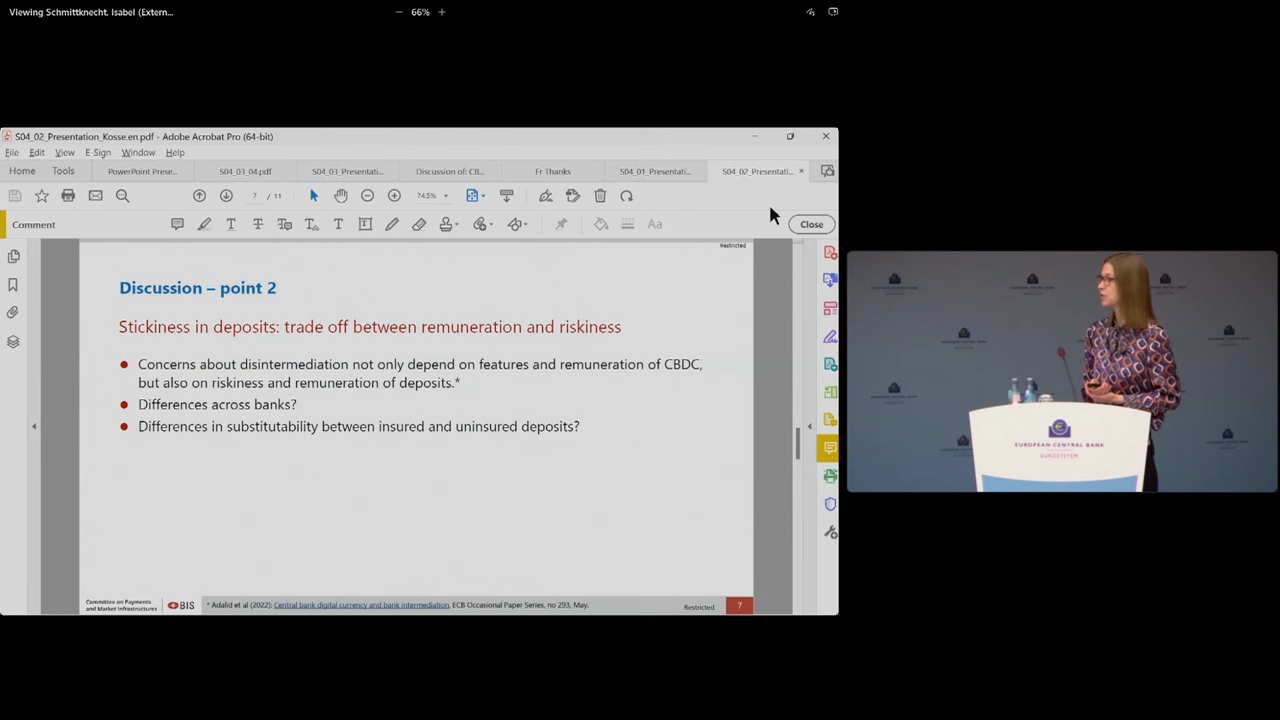 Viewing Schmittknecht, Isabel (Extern...
66%
S04_02_Presentation_Kosse.en.pdf - Adobe Acrobat Pro (64-bit)
File Edit View E-Sign Window Help
Home Tools PowerPoint Prese... S04_03_04.pdf S04_03_Presentati... Discussion of: CB... Fr Thanks S04_01_Presentati... S04_02_Presentati...
7 / 11 74.5%
Comment Aa Close
Restricted
Discussion – point 2
Stickiness in deposits: trade off between remuneration and riskiness
Concerns about disintermediation not only depend on features and remuneration of CBDC,
but also on riskiness and remuneration of deposits.*
Differences across banks?
Differences in substitutability between insured and uninsured deposits?
Committee on Payments
and Market Infrastructures
BIS
* Adalid et al (2022): Central bank digital currency and bank intermediation, ECB Occasional Paper Series, no 293, May.
Restricted 7
EUROPEAN CENTRAL BANK
EUROSYSTEM